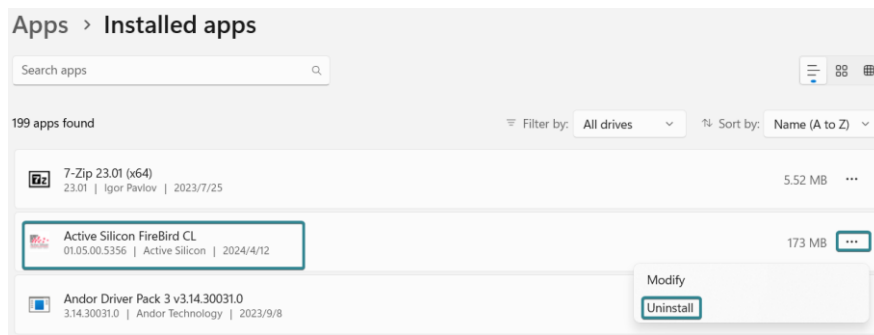 Apps > Installed apps
Search apps
199 apps found
Filter by: All drives
Sort by: Name (A to Z)
7z
7-Zip 23.01 (x64)
23.01 | Igor Pavlov | 2023/7/25
5.52 MB ...
Active Silicon FireBird CL
01.05.00.5356 | Active Silicon | 2024/4/12
173 MB ...
Modify
Uninstall
Andor Driver Pack 3 v3.14.30031.0
3.14.30031.0 | Andor Technology | 2023/9/8